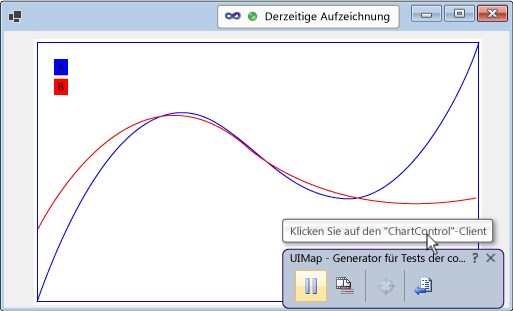 Derzeitige Aufzeichnung
A
B
Klicken Sie auf den "ChartControl"-Client
UIMap - Generator für Tests der co... ?